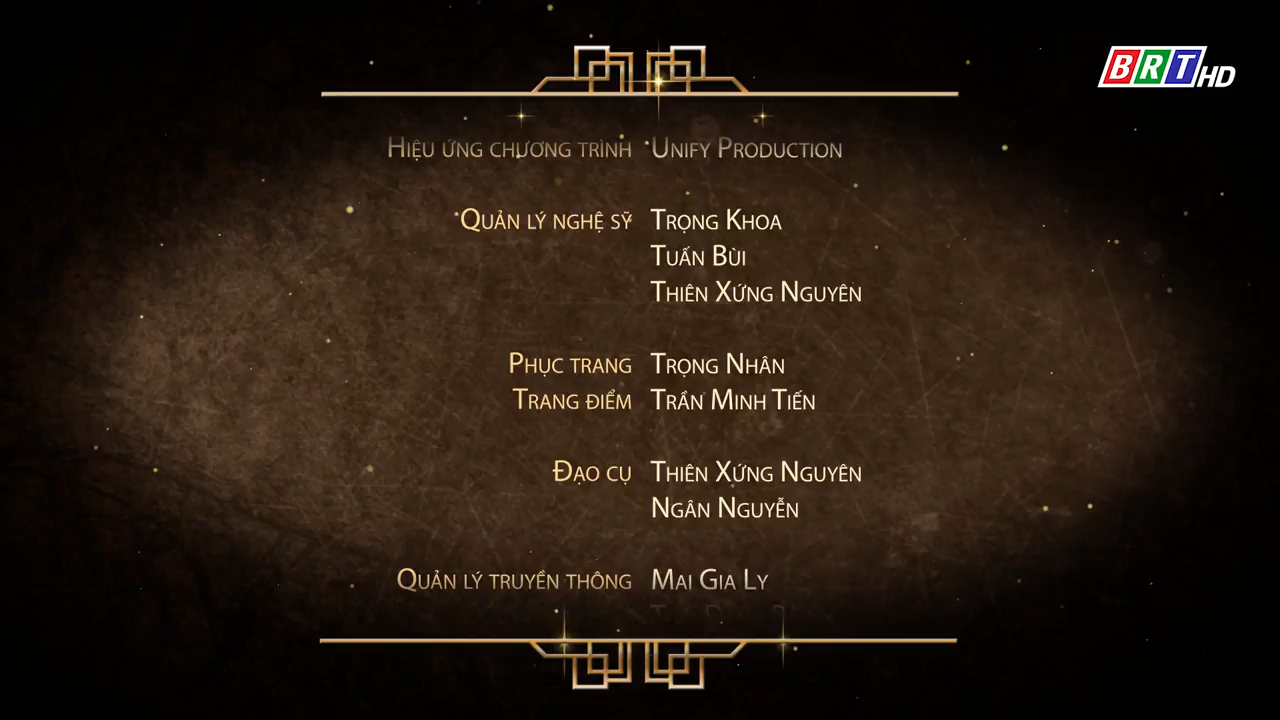 BRT HD
Hiệu ứng chương trình Unify Production
Quản lý nghệ sỹ Trọng Khoa
Tuấn Bùi
Thiên Xứng Nguyên
Phục trang Trọng Nhân
Trang điểm Trần Minh Tiến
Đạo cụ Thiên Xứng Nguyên
Ngân Nguyễn
Quản lý truyền thông Mai Gia Ly